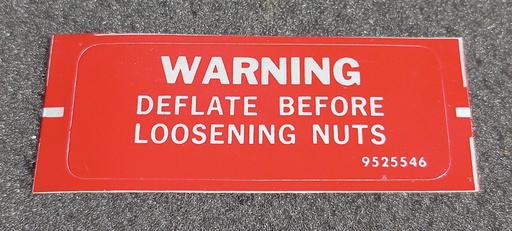 WARNING
DEFLATE BEFORE
LOOSENING NUTS
9525546